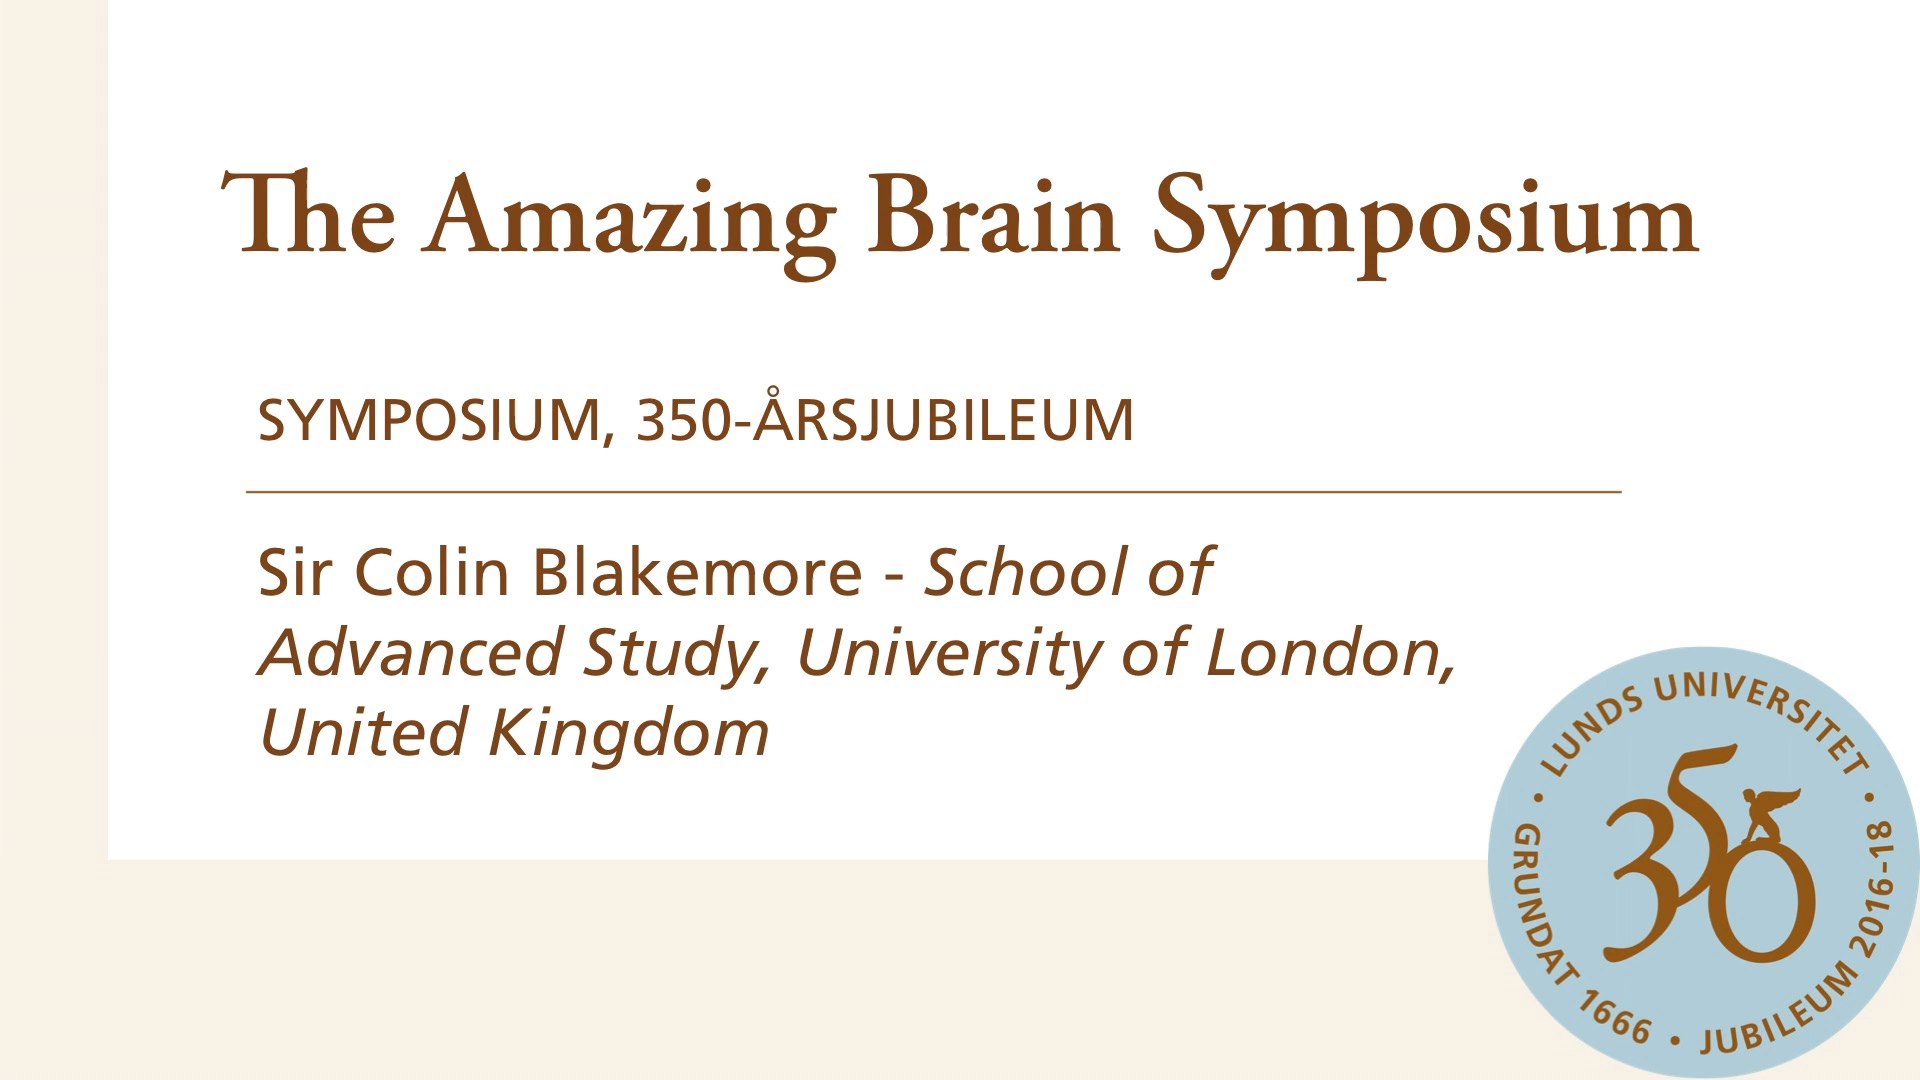 The Amazing Brain Symposium
SYMPOSIUM, 350-ÅRSJUBILEUM
Sir Colin Blakemore - School of
Advanced Study, University of London,
United Kingdom
• LUNDS UNIVERSITET • GRUNDAT 1666 • JUBILEUM 2016-18
350